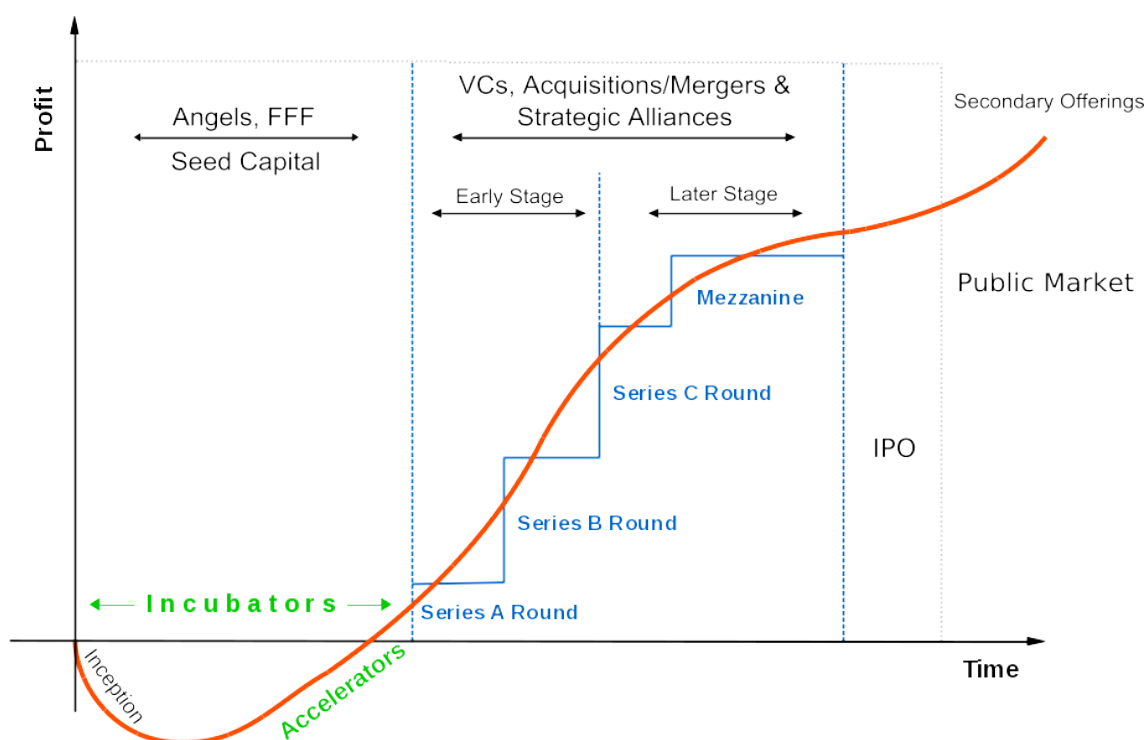 Profit
Angels, FFF
Seed Capital
VCs, Acquisitions/Mergers &
Strategic Alliances
Secondary Offerings
Early Stage
Later Stage
Public Market
Mezzanine
Series C Round
IPO
Series B Round
Incubators
Series A Round
Inception
Accelerators
Time